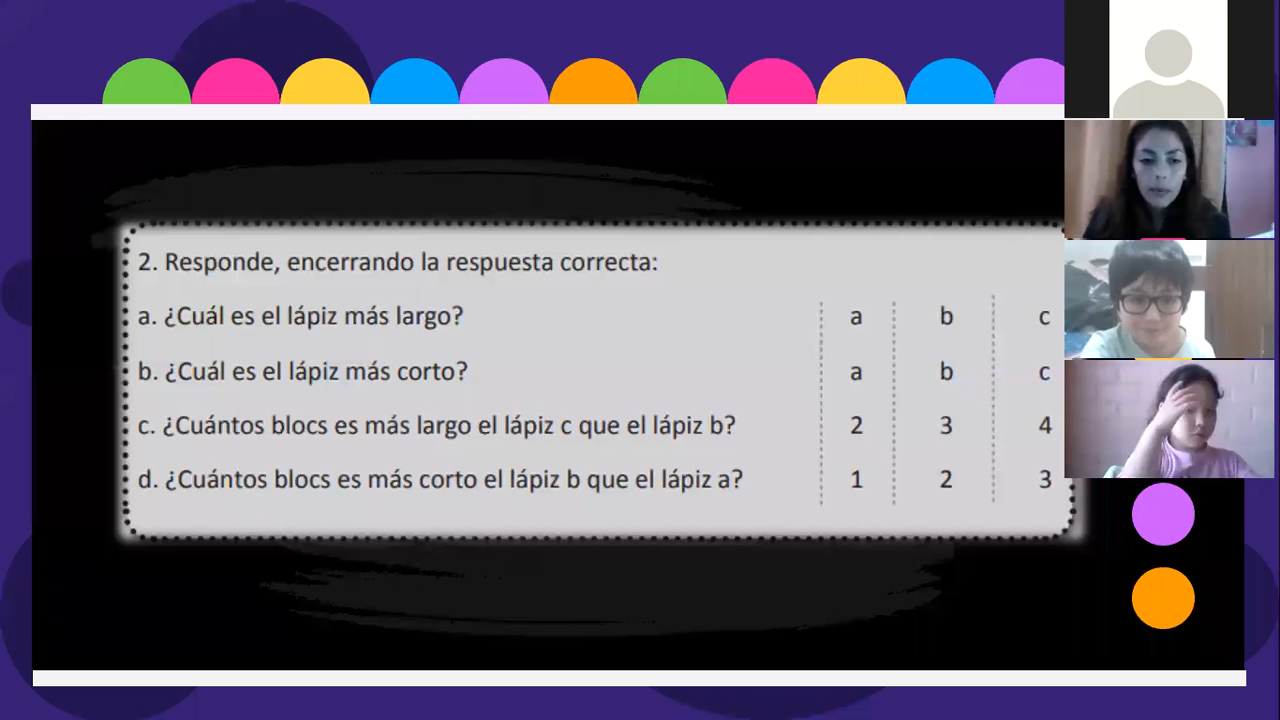 2. Responde, encerrando la respuesta correcta:
a. ¿Cuál es el lápiz más largo? a b c
b. ¿Cuál es el lápiz más corto? a b c
c. ¿Cuántos blocs es más largo el lápiz c que el lápiz b? 2 3 4
d. ¿Cuántos blocs es más corto el lápiz b que el lápiz a? 1 2 3